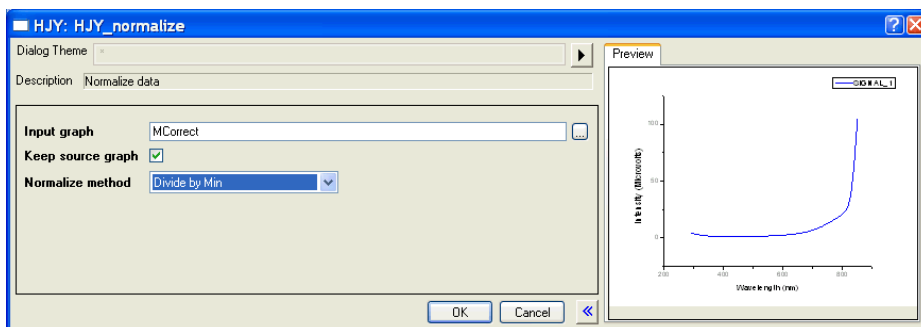 HJY: HJY_normalize
Dialog Theme *
Description Normalize data
Input graph MCorrect
...
Keep source graph
Normalize method Divide by Min
OK Cancel
Preview
SIGNAL_1
Intensity (Microvolts)
100
50
0
200 400 600 800
Wavelength (nm)